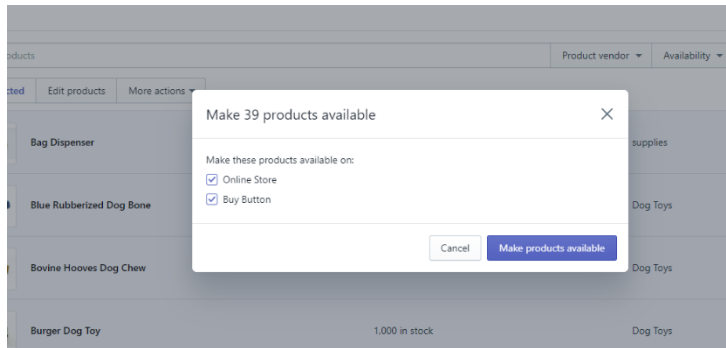 oducts
Product vendor
Availability
cted
Edit products
More actions
Make 39 products available
Bag Dispenser
supplies
Make these products available on:
Online Store
Buy Button
Blue Rubberized Dog Bone
Dog Toys
Cancel
Make products available
Bovine Hooves Dog Chew
Dog Toys
Burger Dog Toy
1,000 in stock
Dog Toys